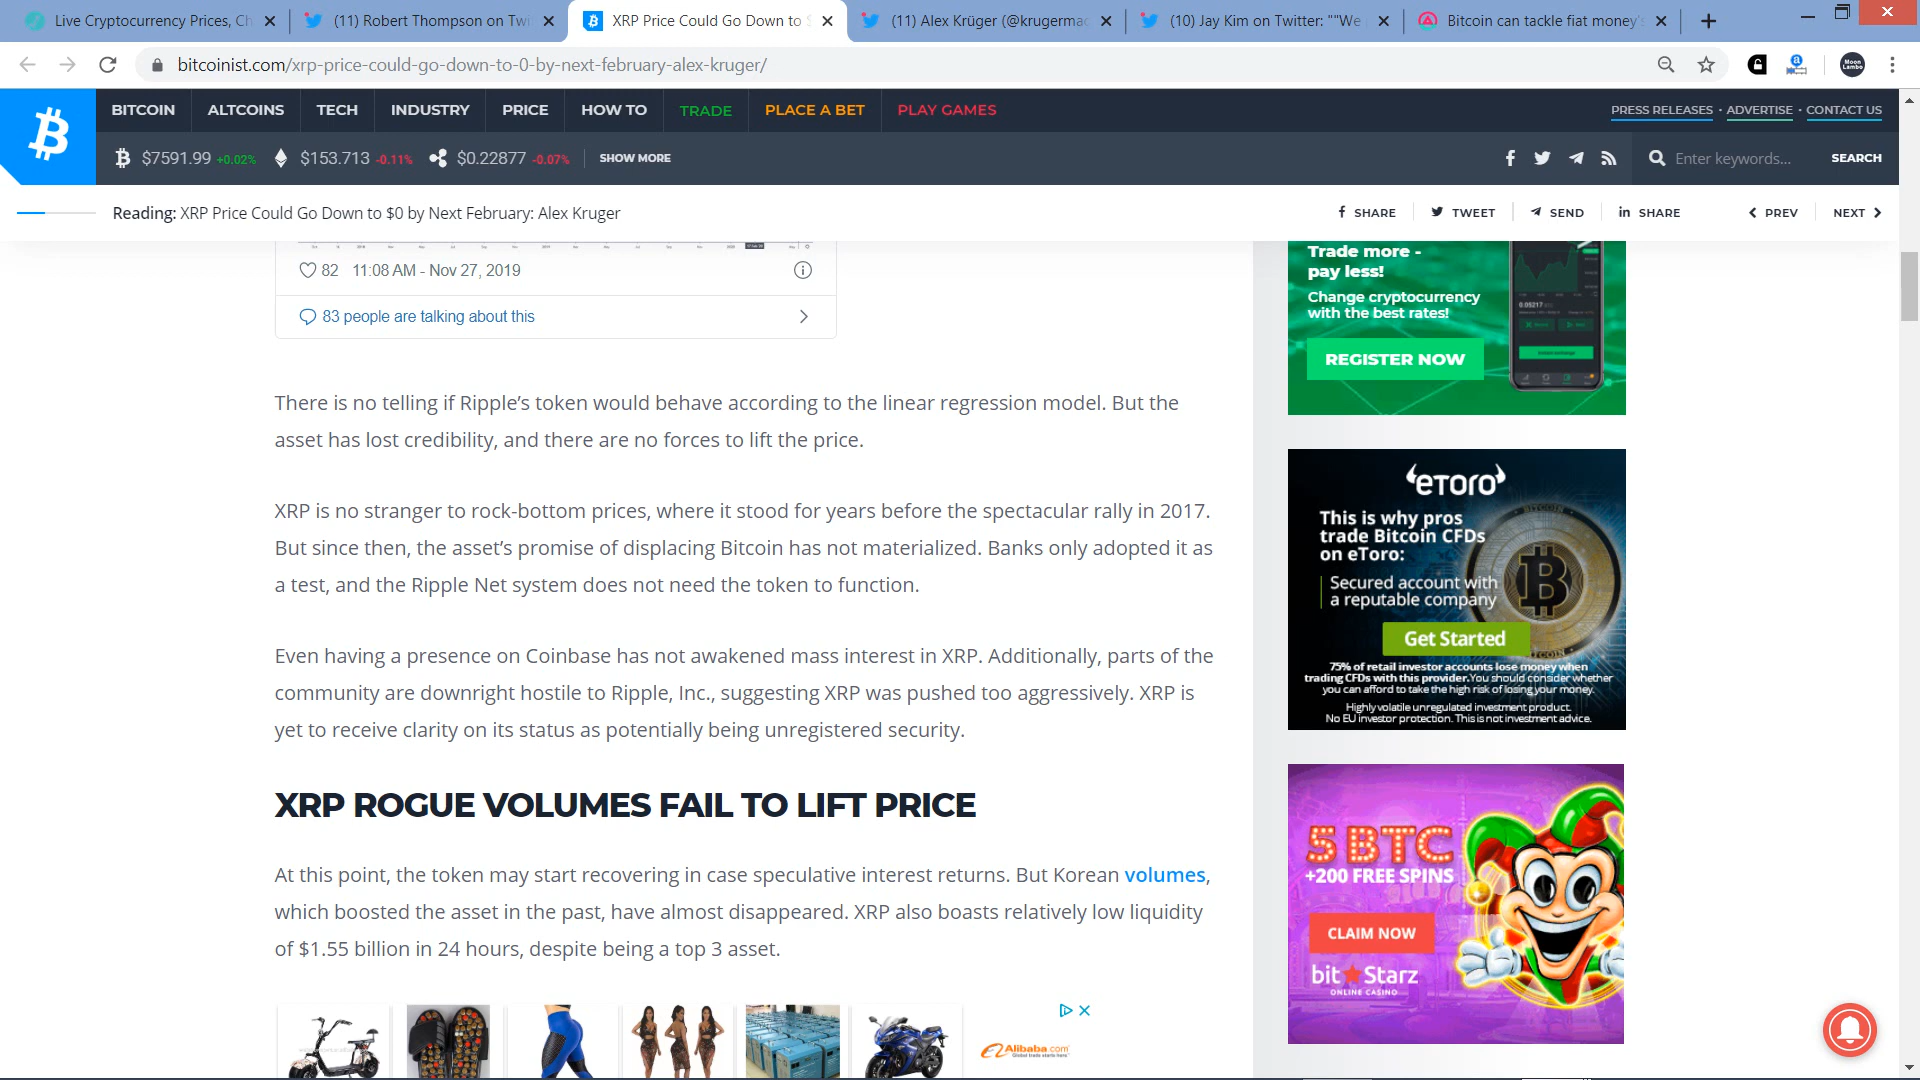 Live Cryptocurrency Prices, Ch
(11) Robert Thompson on Twi
XRP Price Could Go Down to $
(11) Alex Krüger (@krugermac
(10) Jay Kim on Twitter: ""We
Bitcoin can tackle fiat money's
bitcoinist.com/xrp-price-could-go-down-to-0-by-next-february-alex-kruger/
BITCOIN ALTCOINS TECH INDUSTRY PRICE HOW TO TRADE PLACE A BET PLAY GAMES
PRESS RELEASES · ADVERTISE · CONTACT US
$7591.99 +0.02% $153.713 -0.11% $0.22877 -0.07% SHOW MORE
Enter keywords... SEARCH
Reading: XRP Price Could Go Down to $0 by Next February: Alex Kruger
SHARE TWEET SEND SHARE PREV NEXT
82 11:08 AM - Nov 27, 2019
83 people are talking about this
There is no telling if Ripple's token would behave according to the linear regression model. But the
asset has lost credibility, and there are no forces to lift the price.
XRP is no stranger to rock-bottom prices, where it stood for years before the spectacular rally in 2017.
But since then, the asset's promise of displacing Bitcoin has not materialized. Banks only adopted it as
a test, and the Ripple Net system does not need the token to function.
Even having a presence on Coinbase has not awakened mass interest in XRP. Additionally, parts of the
community are downright hostile to Ripple, Inc., suggesting XRP was pushed too aggressively. XRP is
yet to receive clarity on its status as potentially being unregistered security.
XRP ROGUE VOLUMES FAIL TO LIFT PRICE
At this point, the token may start recovering in case speculative interest returns. But Korean volumes,
which boosted the asset in the past, have almost disappeared. XRP also boasts relatively low liquidity
of $1.55 billion in 24 hours, despite being a top 3 asset.
Alibaba.com
Global trade starts here
Trade more -
pay less!
Change cryptocurrency
with the best rates!
REGISTER NOW
eTORO
This is why pros
trade Bitcoin CFDs
on eToro:
Secured account with
a reputable company
Get Started
75% of retail investor accounts lose money when
trading CFDs with this provider. You should consider whether
you can afford to take the high risk of losing your money.
Highly volatile unregulated investment product.
No EU investor protection. This is not investment advice.
5 BTC
+200 FREE SPINS
CLAIM NOW
bitStarz
ONLINE CASINO